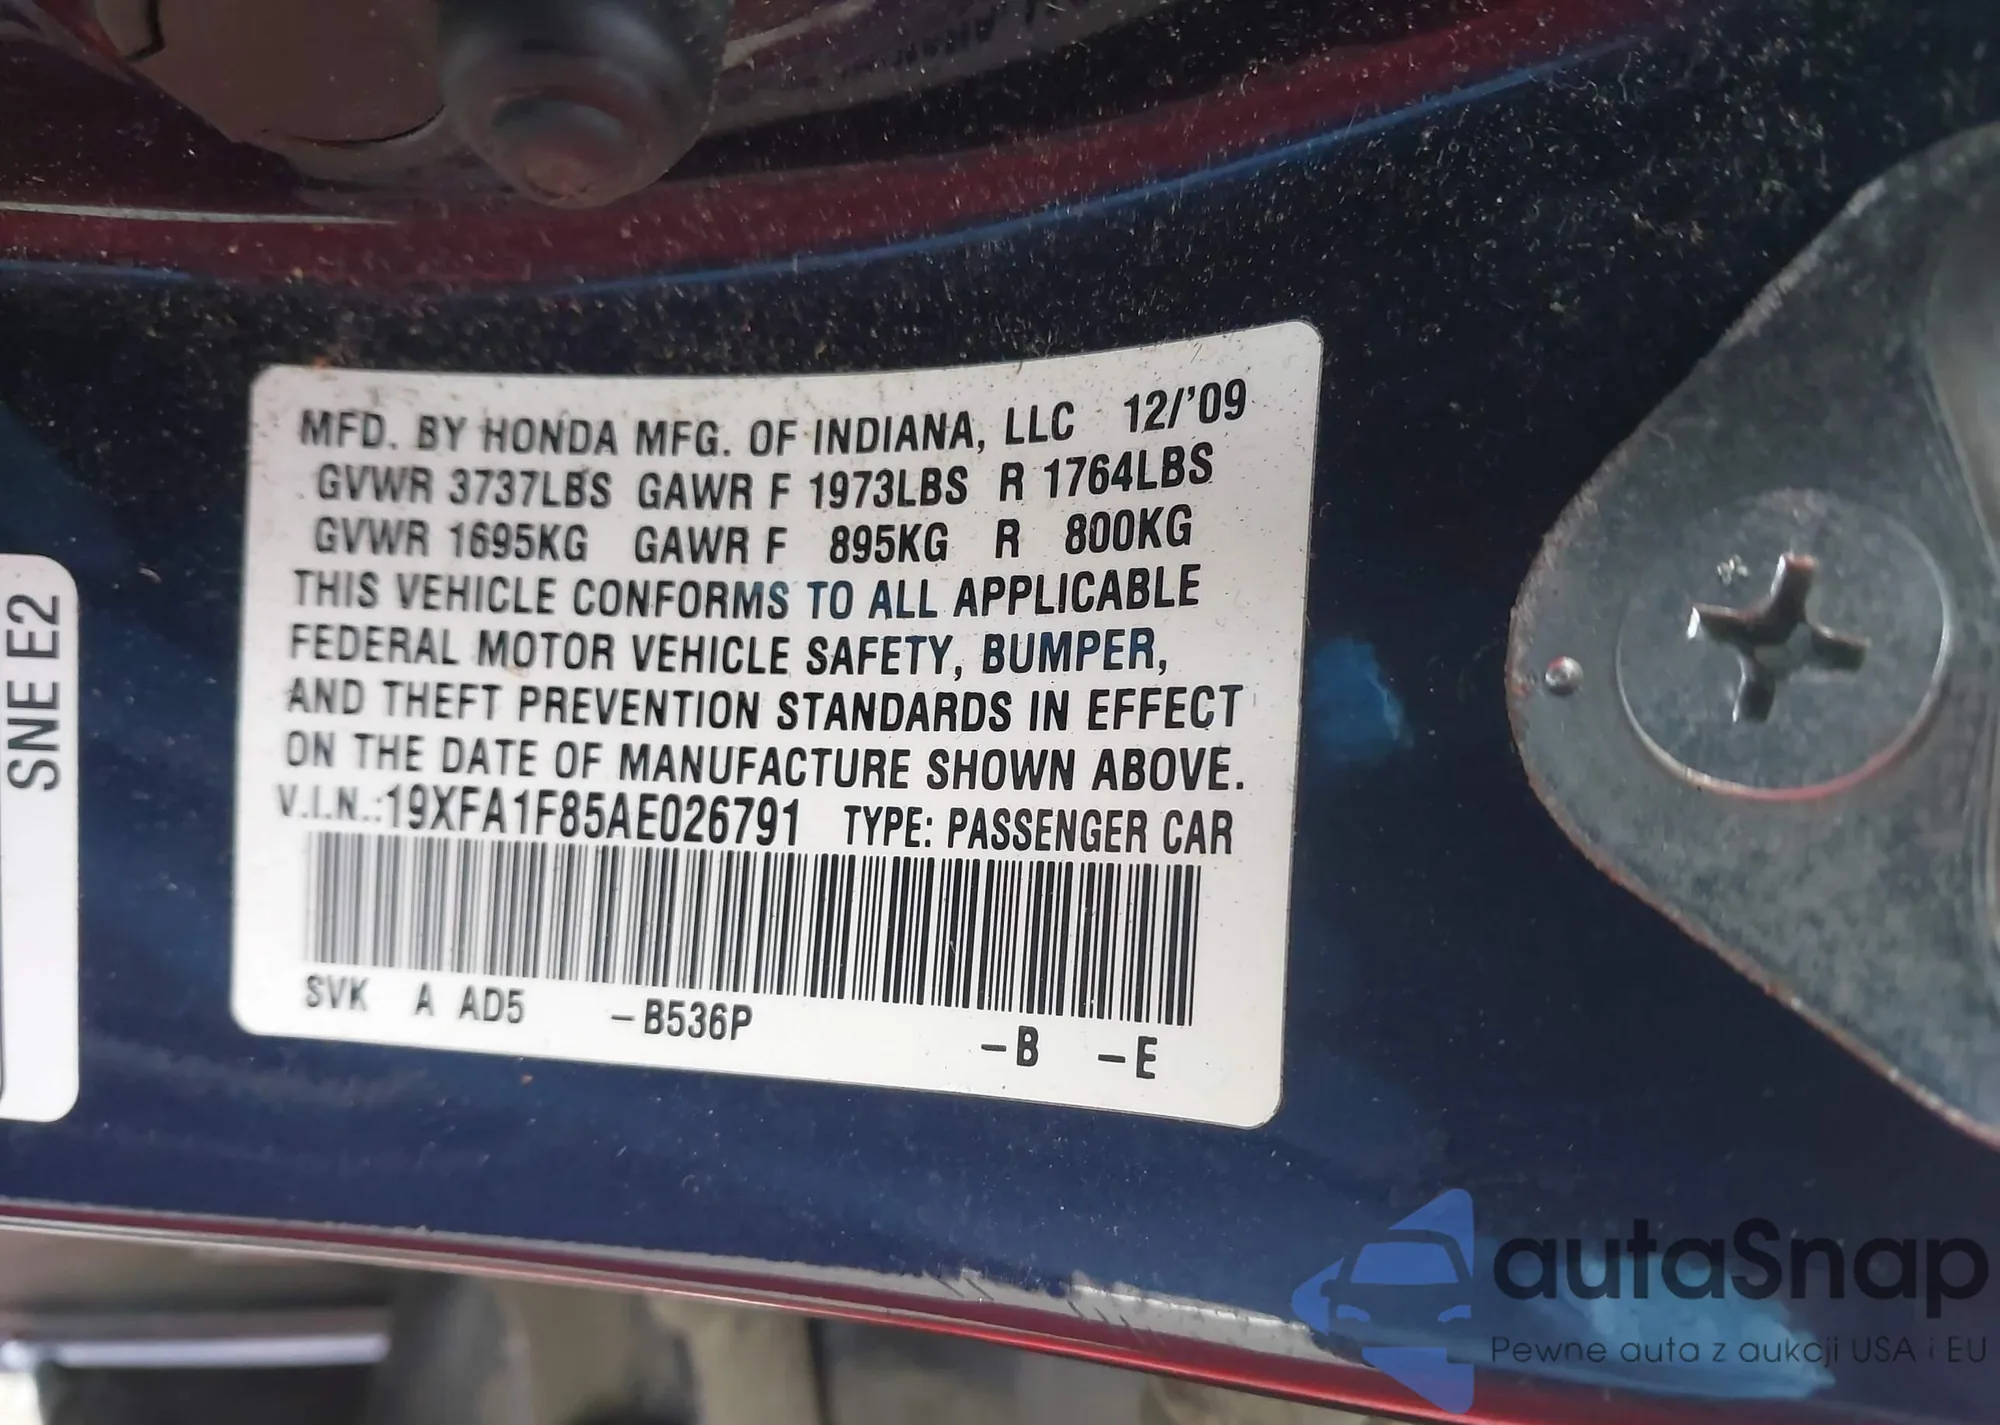 MFD. BY HONDA MFG. OF INDIANA, LLC 12/'09
GVWR 3737LBS GAWR F 1973LBS R 1764LBS
GVWR 1695KG GAWR F 895KG R 800KG
THIS VEHICLE CONFORMS TO ALL APPLICABLE
FEDERAL MOTOR VEHICLE SAFETY, BUMPER,
AND THEFT PREVENTION STANDARDS IN EFFECT
ON THE DATE OF MANUFACTURE SHOWN ABOVE.
V.I.N.:19XFA1F85AE026791 TYPE: PASSENGER CAR
SVK A AD5 -B536P -B -E
SNE E2
autaSnap
Pewne auta z aukcji USA i EU